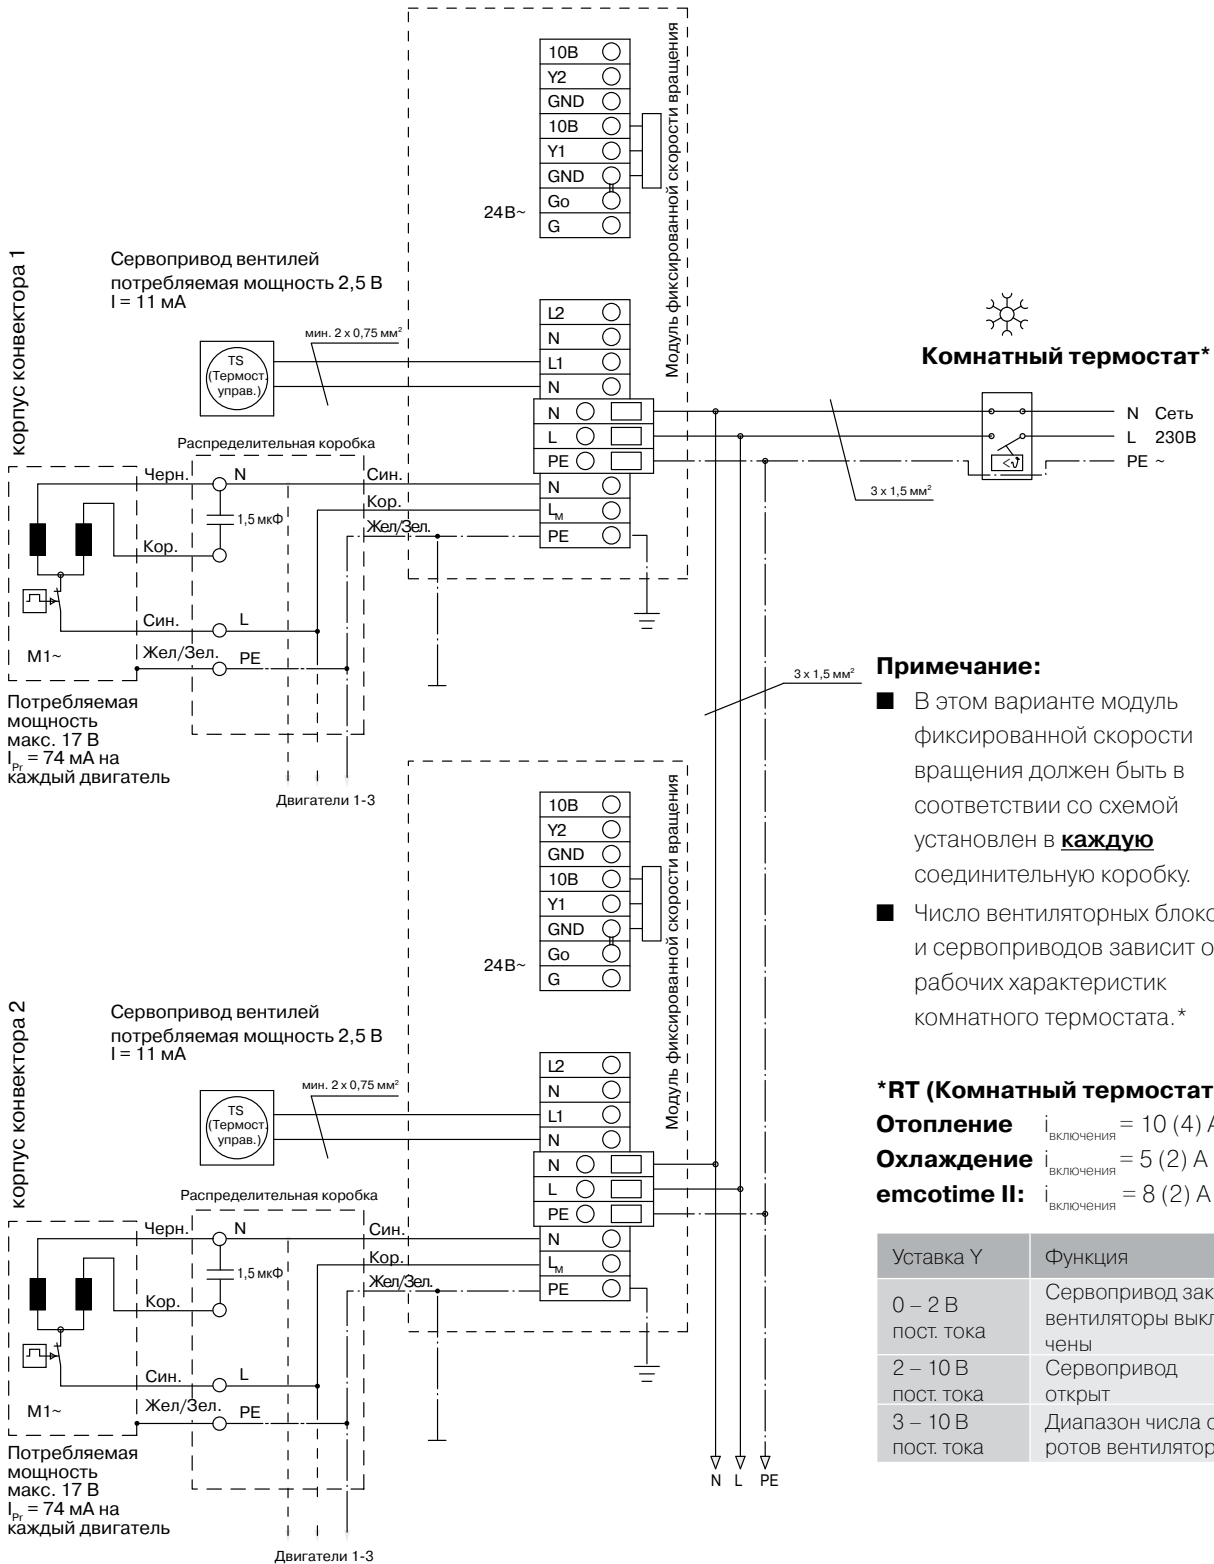 10В
Y2
GND
10В
Y1
GND
Go
G
24В~
Модуль фиксированной скорости вращения
корпус конвектора 1
Сервопривод вентилей
потребляемая мощность 2,5 В
I = 11 мА
мин. 2 x 0,75 мм²
TS
(Термост.
управ.)
L2
N
L1
N
N
L
PE
N
Lм
PE
Комнатный термостат*
N Сеть
L 230В
PE ~
<ϑ
3 x 1,5 мм²
Распределительная коробка
Черн.
N
Син.
Кор.
1,5 мкФ
Жел/Зел.
Кор.
Син.
L
Жел/Зел.
PE
M1~
Потребляемая
мощность
макс. 17 В
IPr = 74 мА на
каждый двигатель
Двигатели 1-3
3 x 1,5 мм²
Примечание:
■ В этом варианте модуль
фиксированной скорости
вращения должен быть в
соответствии со схемой
установлен в каждую
соединительную коробку.
■ Число вентиляторных блоко
и сервоприводов зависит о
рабочих характеристик
комнатного термостата.*
10В
Y2
GND
10В
Y1
GND
Go
G
24В~
Модуль фиксированной скорости вращения
корпус конвектора 2
Сервопривод вентилей
потребляемая мощность 2,5 В
I = 11 мА
мин. 2 x 0,75 мм²
TS
(Термост.
управ.)
L2
N
L1
N
N
L
PE
N
Lм
PE
Распределительная коробка
Черн.
N
Син.
Кор.
1,5 мкФ
Жел/Зел.
Кор.
Син.
L
Жел/Зел.
PE
M1~
Потребляемая
мощность
макс. 17 В
IPr = 74 мА на
каждый двигатель
Двигатели 1-3
N L PE
*RT (Комнатный термостат
Отопление iвключения = 10 (4) А
Охлаждение iвключения = 5 (2) А
emcotime II: iвключения = 8 (2) А
Уставка Y Функция
0 – 2 В
пост. тока
Сервопривод зак
вентиляторы выкл
чены
2 – 10 В
пост. тока
Сервопривод
открыт
3 – 10 В
пост. тока
Диапазон числа о
ротов вентилятор